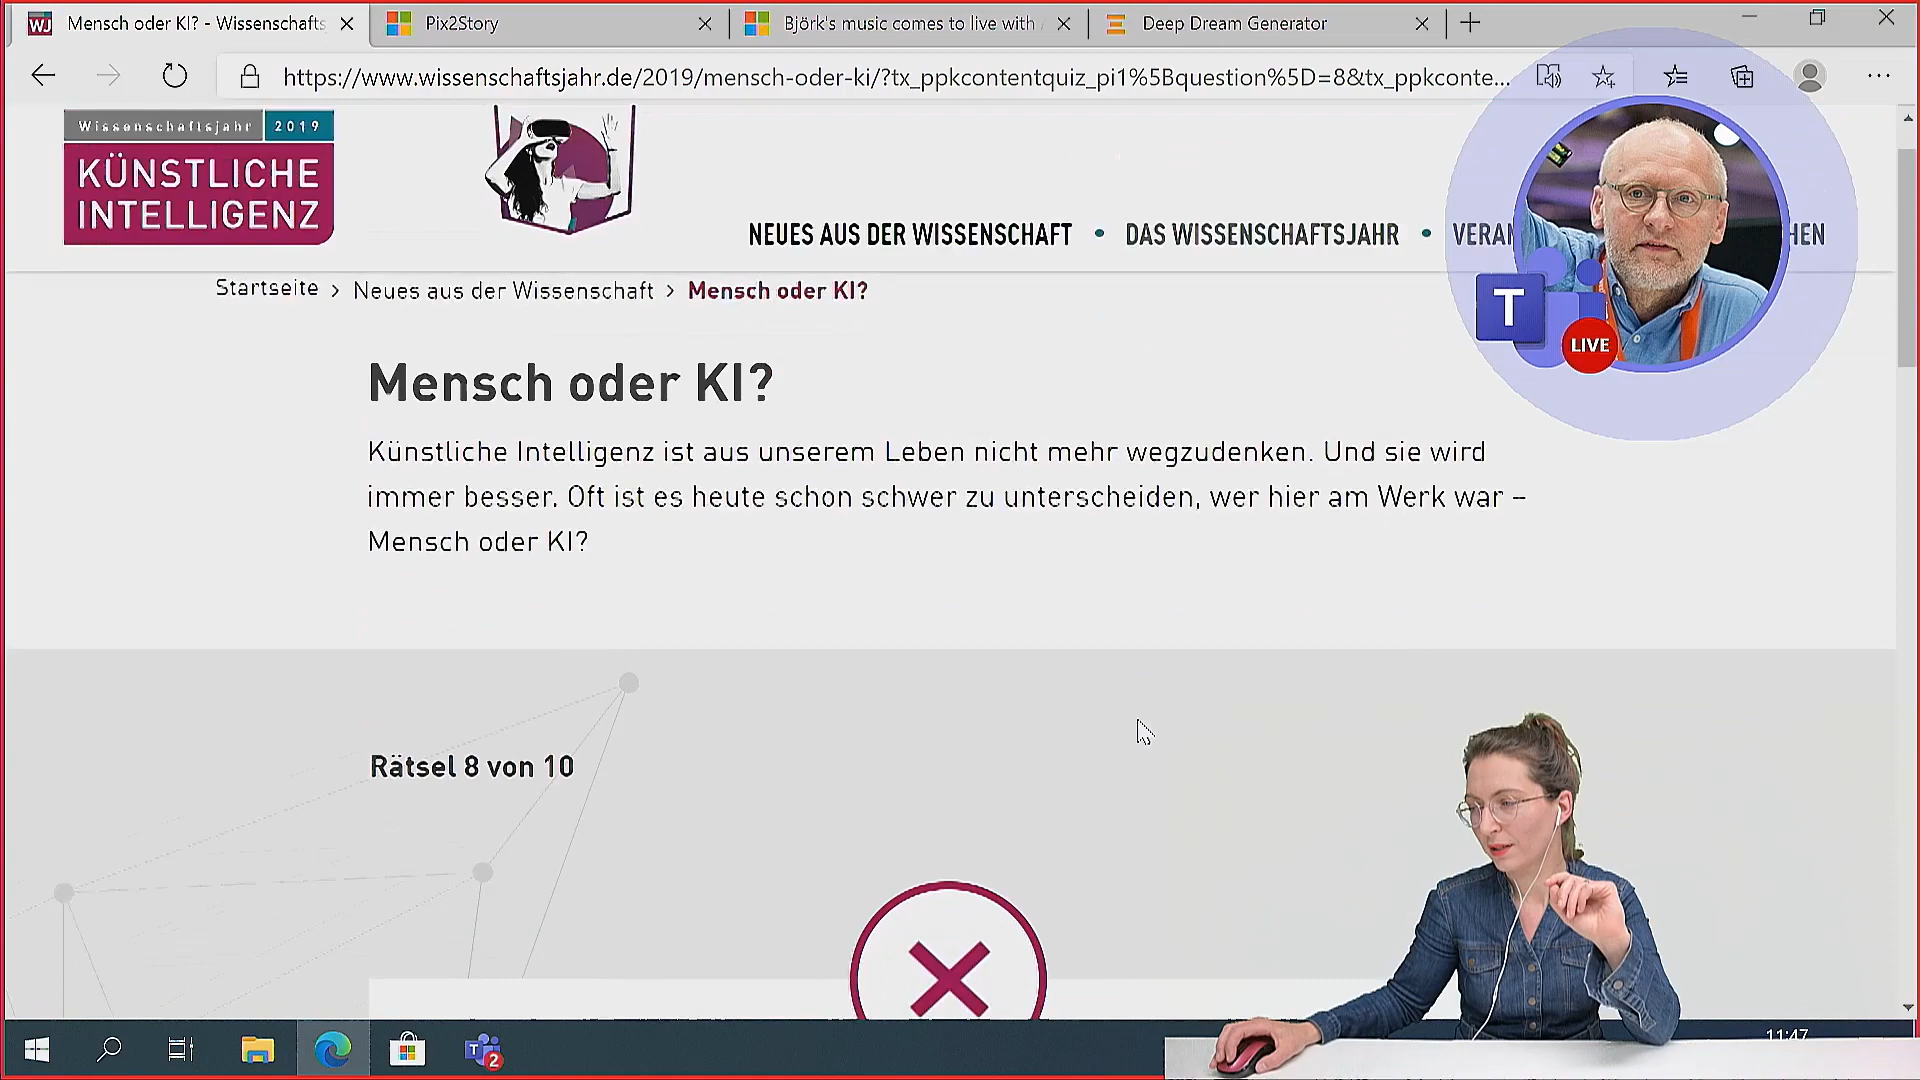 Mensch oder KI? - Wissenschafts
Pix2Story
Björk's music comes to live with
Deep Dream Generator
https://www.wissenschaftsjahr.de/2019/mensch-oder-ki/?tx_ppkcontentquiz_pi1%5Bquestion%5D=8&tx_ppkconte...
Wissenschaftsjahr 2019
KÜNSTLICHE
INTELLIGENZ
NEUES AUS DER WISSENSCHAFT • DAS WISSENSCHAFTSJAHR • VERAN HEN
Startseite > Neues aus der Wissenschaft > Mensch oder KI?
T
LIVE
Mensch oder KI?
Künstliche Intelligenz ist aus unserem Leben nicht mehr wegzudenken. Und sie wird
immer besser. Oft ist es heute schon schwer zu unterscheiden, wer hier am Werk war –
Mensch oder KI?
Rätsel 8 von 10
T 2
11:47